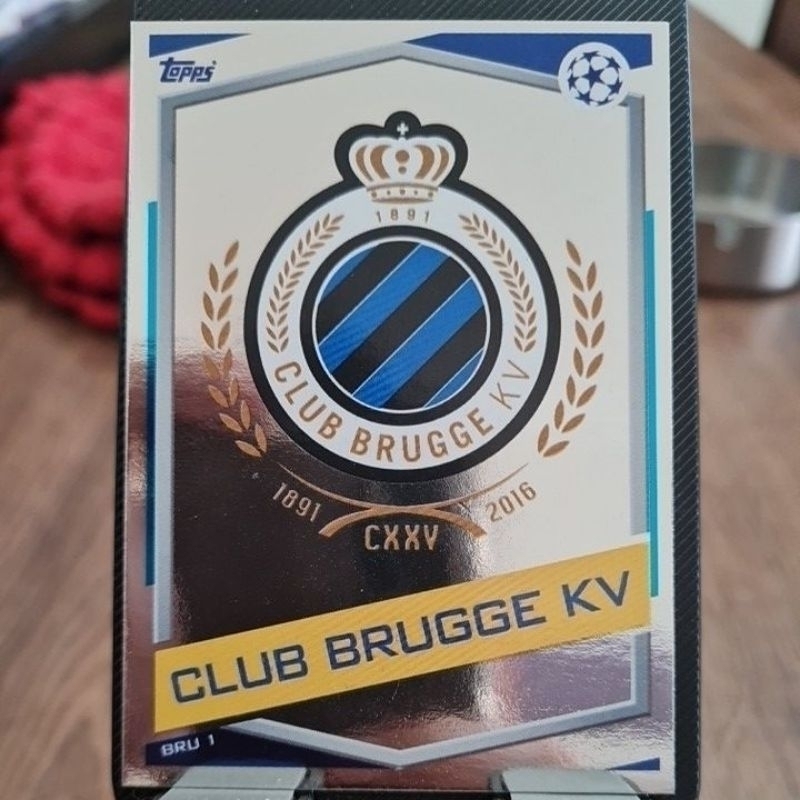 topps
1891
CLUB BRUGGE KV
1891 2016
CXXV
CLUB BRUGGE KV
BRU 1